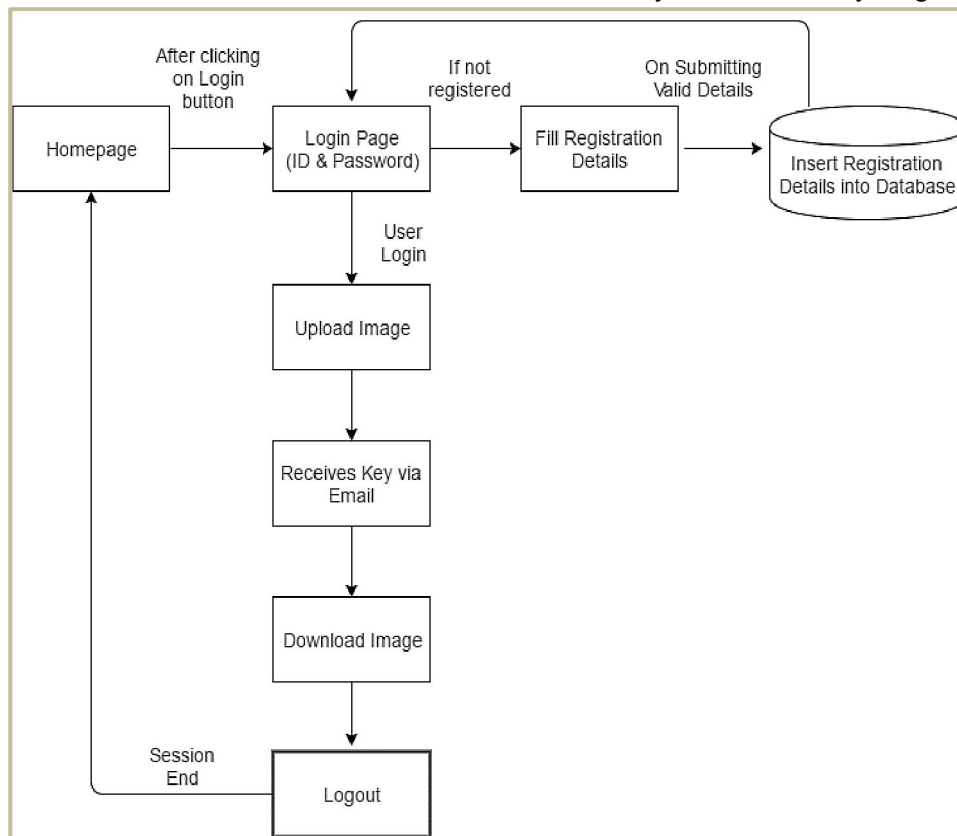 After clicking
on Login
button
If not
registered
On Submitting
Valid Details
Homepage
Login Page
(ID & Password)
Fill Registration
Details
Insert Registration
Details into Database
User
Login
Upload Image
Receives Key via
Email
Download Image
Session
End
Logout